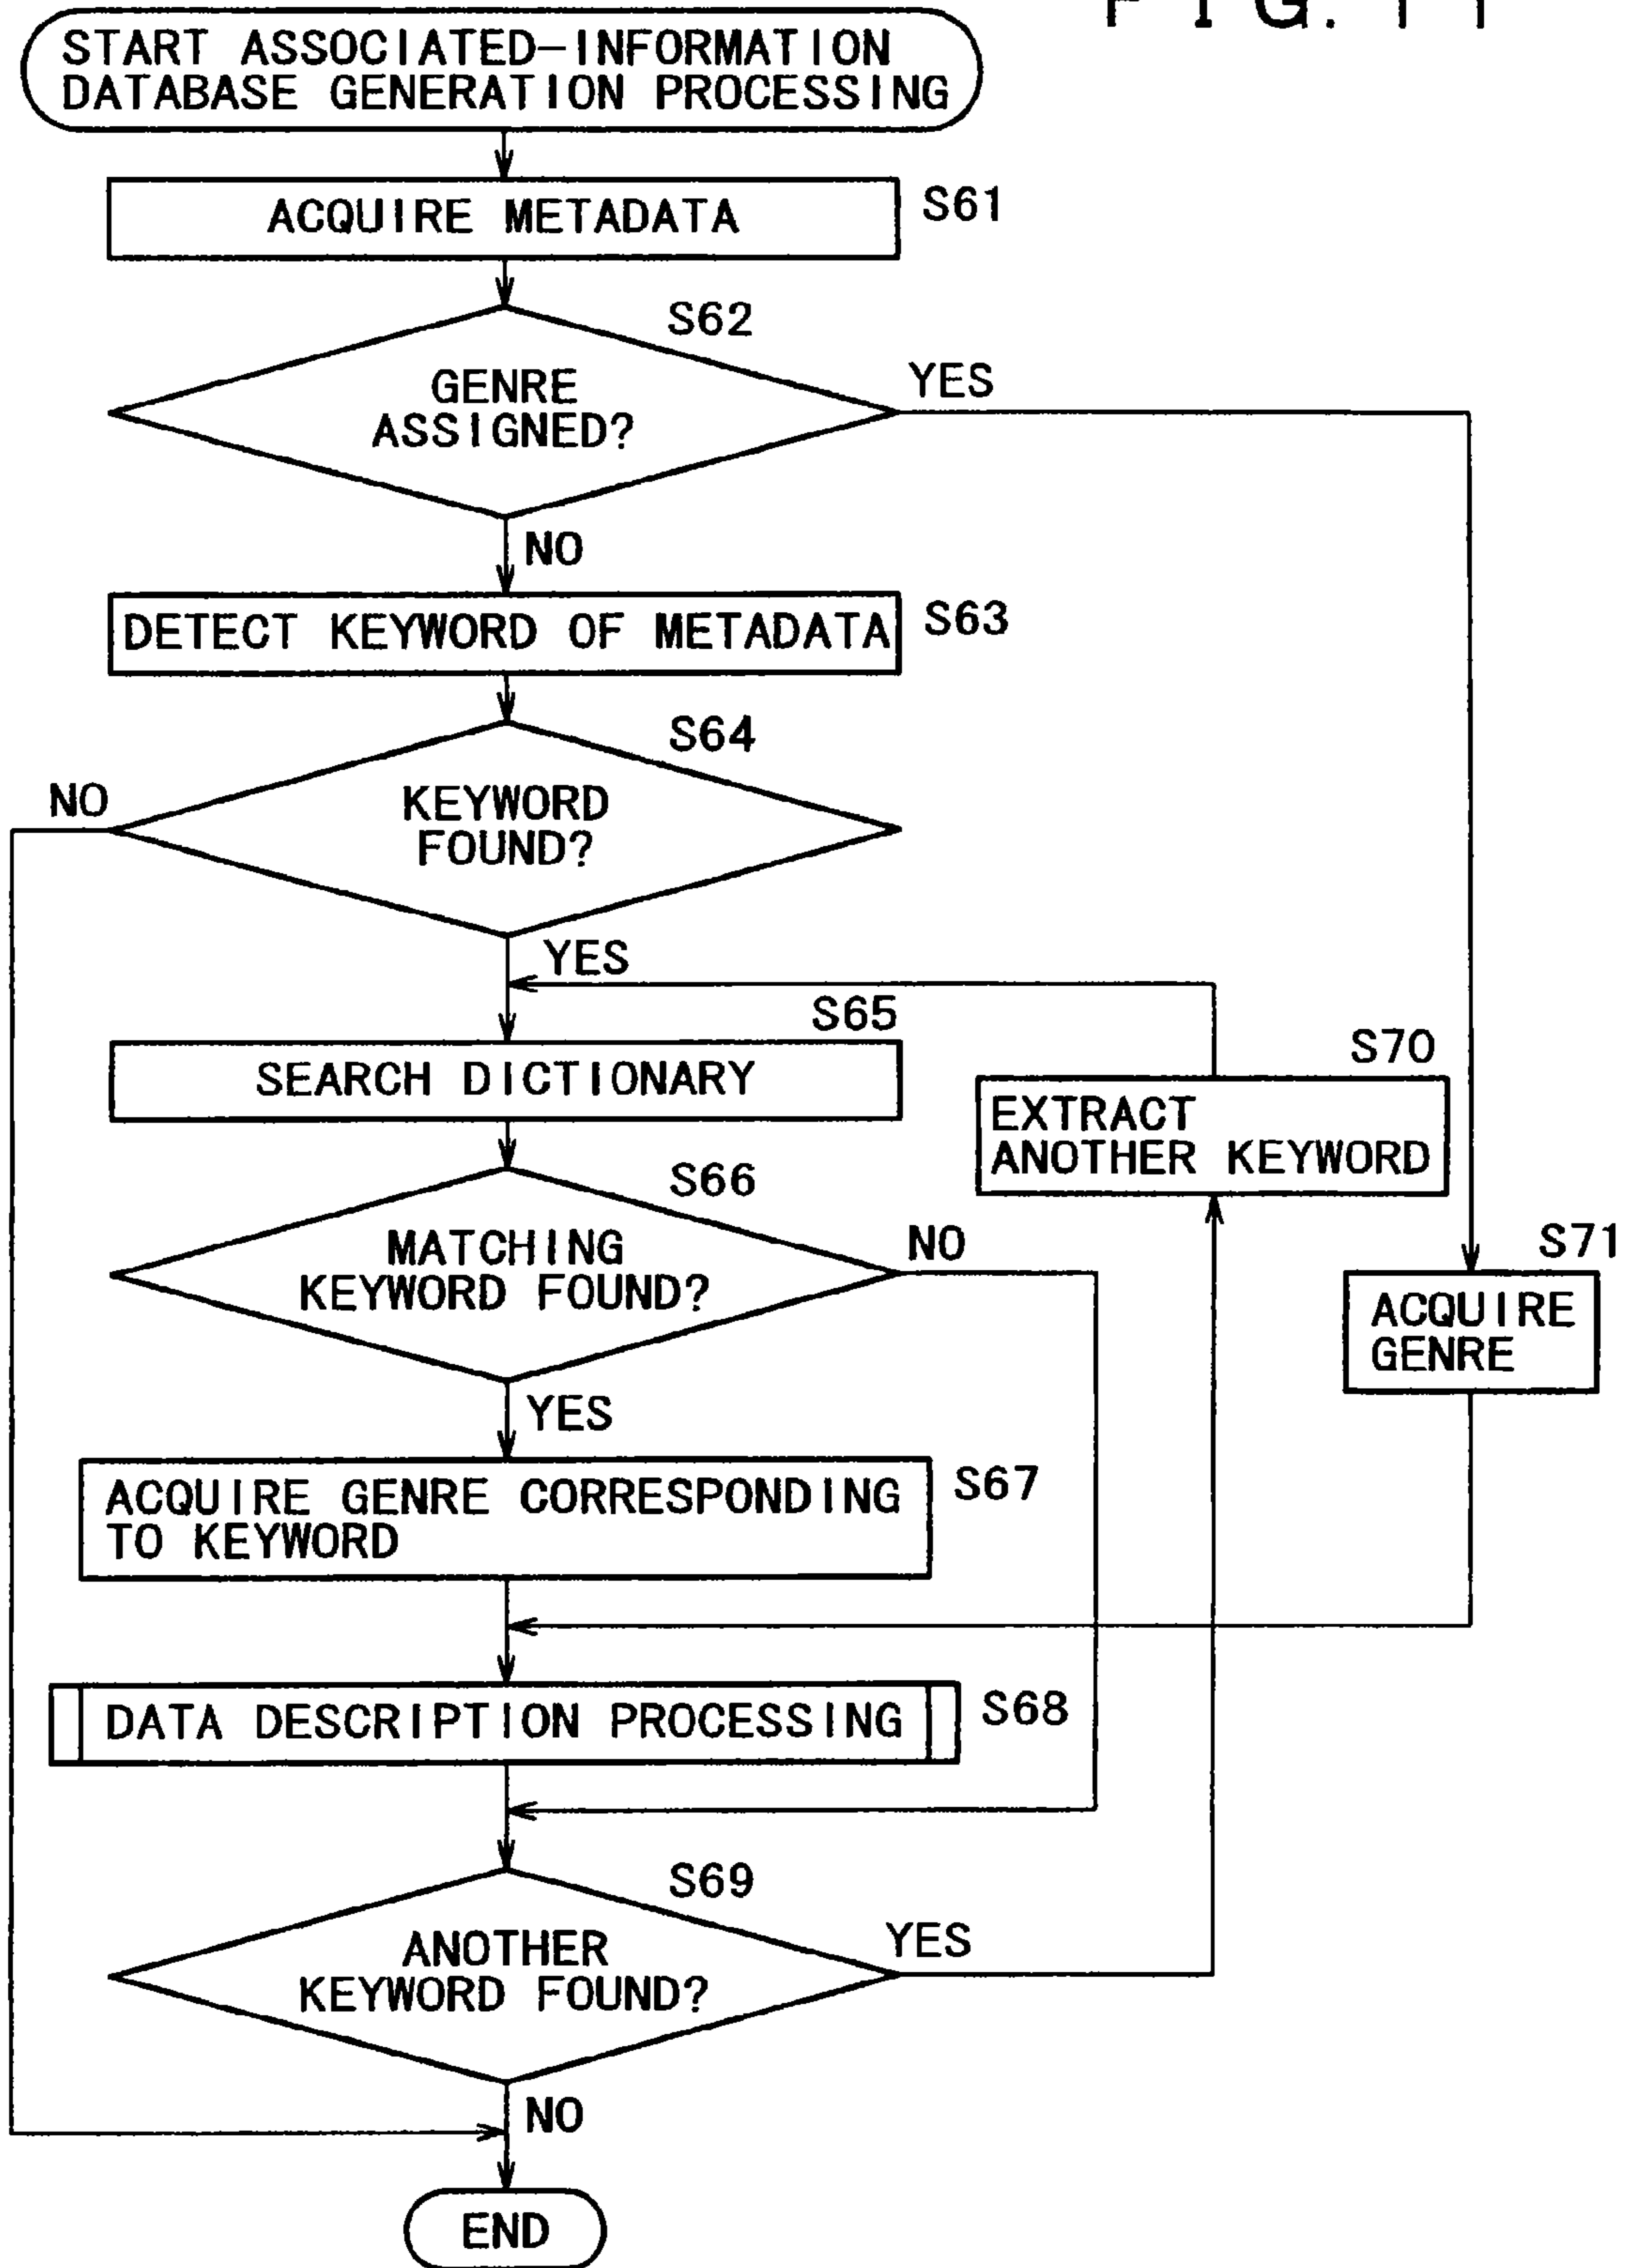 FIG. 11
START ASSOCIATED-INFORMATION
DATABASE GENERATION PROCESSING
ACQUIRE METADATA
S61
S62
GENRE
ASSIGNED?
YES
NO
DETECT KEYWORD OF METADATA
S63
S64
NO
KEYWORD
FOUND?
YES
S65
SEARCH DICTIONARY
S70
EXTRACT
ANOTHER KEYWORD
S66
MATCHING
KEYWORD FOUND?
NO
S71
ACQUIRE
GENRE
YES
ACQUIRE GENRE CORRESPONDING
TO KEYWORD
S67
DATA DESCRIPTION PROCESSING
S68
S69
ANOTHER
KEYWORD FOUND?
YES
NO
END